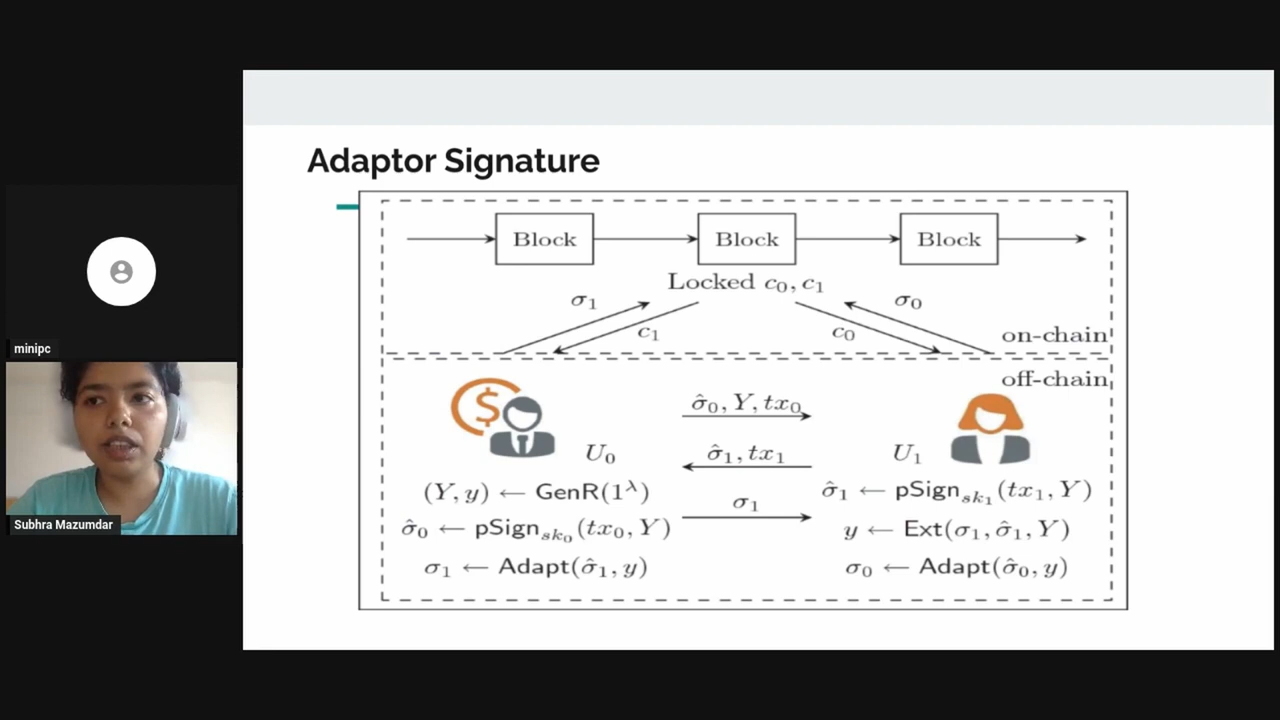 Adaptor Signature
Block Block Block
Locked c₀, c₁
σ₁ σ₀
c₁ c₀
on-chain
off-chain
σ̂₀, Y, tx₀
U₀ σ̂₁, tx₁ U₁
(Y, y) ← GenR(1^λ) σ̂₁ ← pSign_sk₁(tx₁, Y)
σ₁
σ̂₀ ← pSign_sk₀(tx₀, Y) y ← Ext(σ₁, σ̂₁, Y)
σ₁ ← Adapt(σ̂₁, y) σ₀ ← Adapt(σ̂₀, y)
$
minipc
Subhra Mazumdar